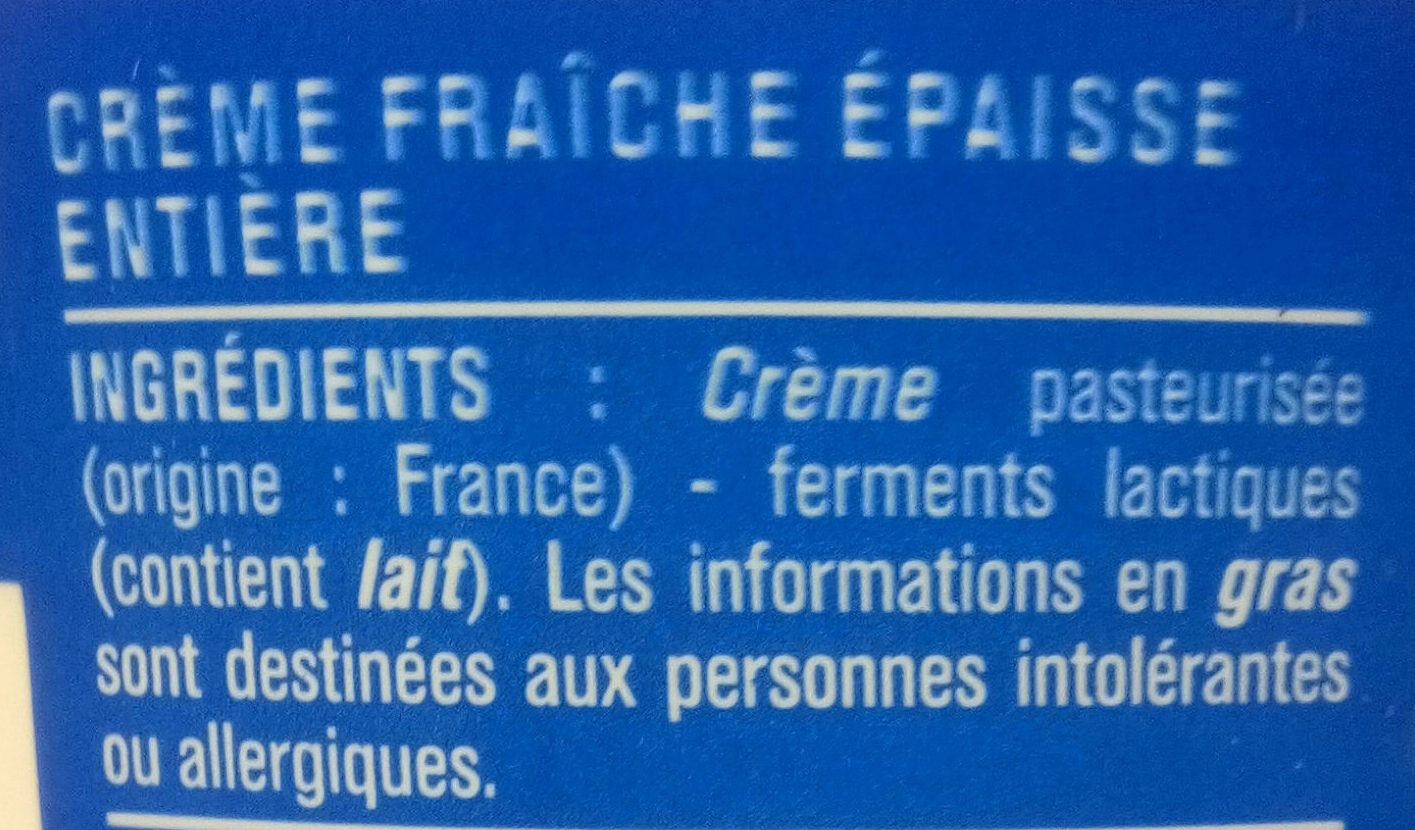 CRÈME FRAÎCHE ÉPAISSE
ENTIÈRE
INGRÉDIENTS : Crème pasteurisée
(origine : France) - ferments lactiques
(contient lait). Les informations en gras
sont destinées aux personnes intolérantes
ou allergiques.